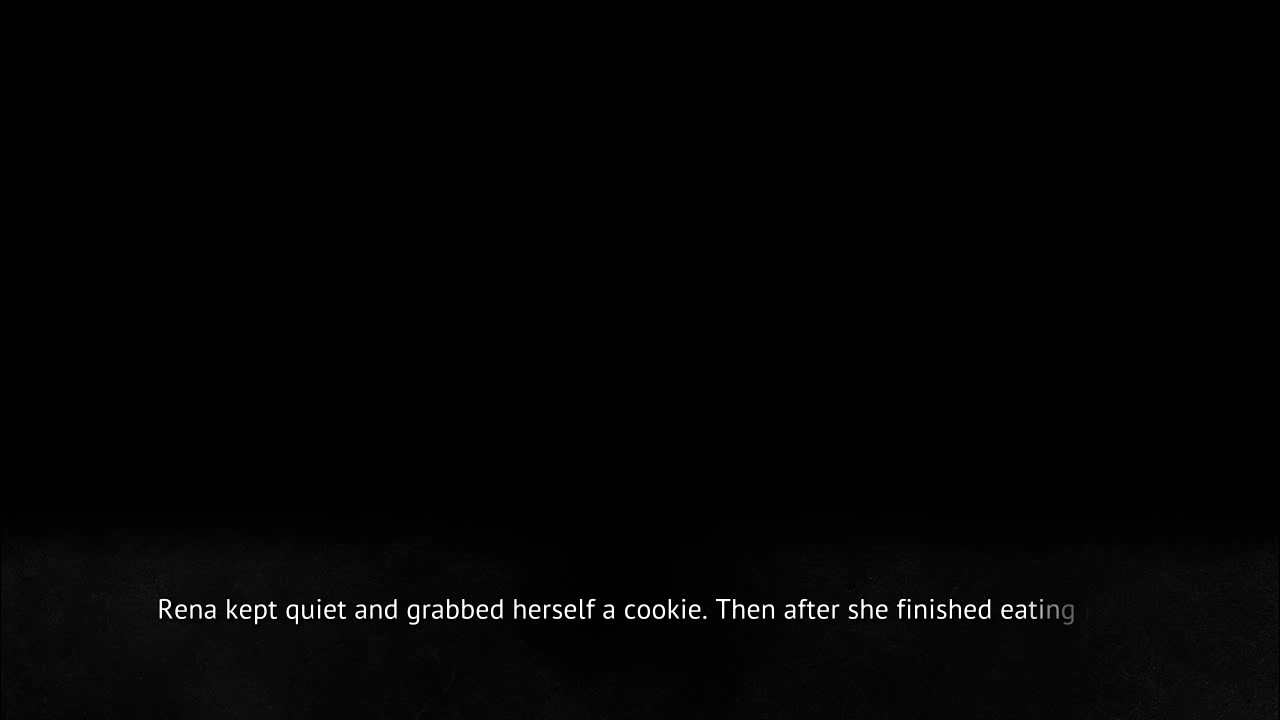 Rena kept quiet and grabbed herself a cookie. Then after she finished eating